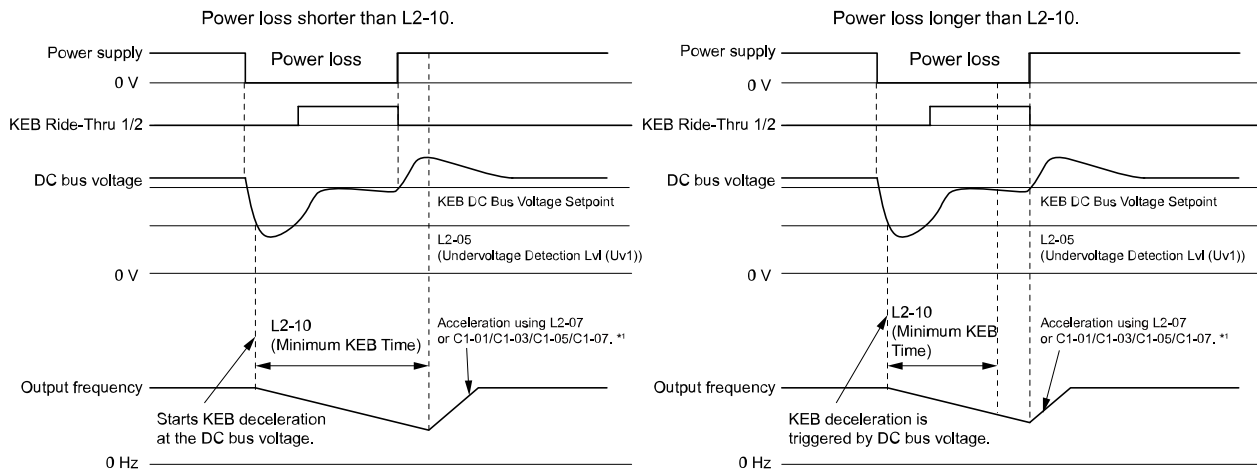 Power loss shorter than L2-10.
Power supply
Power loss
0 V
KEB Ride-Thru 1/2
DC bus voltage
KEB DC Bus Voltage Setpoint
L2-05
(Undervoltage Detection Lvl (Uv1))
0 V
L2-10
(Minimum KEB Time)
Acceleration using L2-07
or C1-01/C1-03/C1-05/C1-07. *1
Output frequency
Starts KEB deceleration
at the DC bus voltage.
0 Hz
Power loss longer than L2-10.
Power supply
Power loss
0 V
KEB Ride-Thru 1/2
DC bus voltage
KEB DC Bus Voltage Setpoint
L2-05
(Undervoltage Detection Lvl (Uv1))
0 V
L2-10
(Minimum KEB
Time)
Acceleration using L2-07
or C1-01/C1-03/C1-05/C1-07. *1
Output frequency
KEB deceleration is
triggered by DC bus voltage.
0 Hz